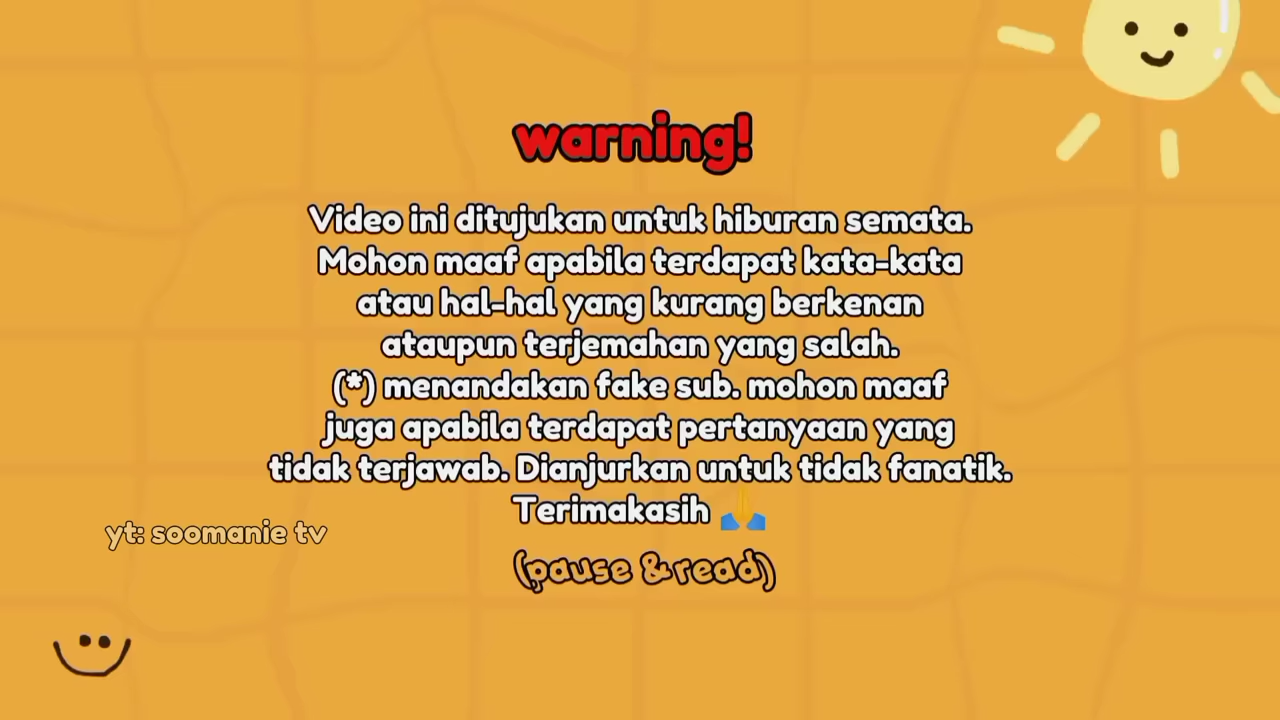 warning!
Video ini ditujukan untuk hiburan semata.
Mohon maaf apabila terdapat kata-kata
atau hal-hal yang kurang berkenan
ataupun terjemahan yang salah.
(*) menandakan fake sub. mohon maaf
juga apabila terdapat pertanyaan yang
tidak terjawab. Dianjurkan untuk tidak fanatik.
Terimakasih 🙏
yt: soomanie tv
(pause & read)